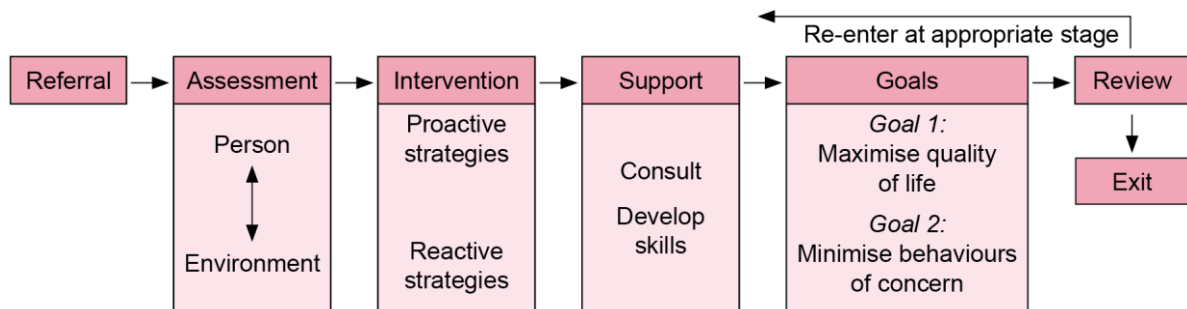 Re-enter at appropriate stage
Referral
Assessment
Intervention
Support
Goals
Review
Person
Environment
Proactive
strategies
Reactive
strategies
Consult
Develop
skills
Goal 1:
Maximise quality
of life
Goal 2:
Minimise behaviours
of concern
Exit